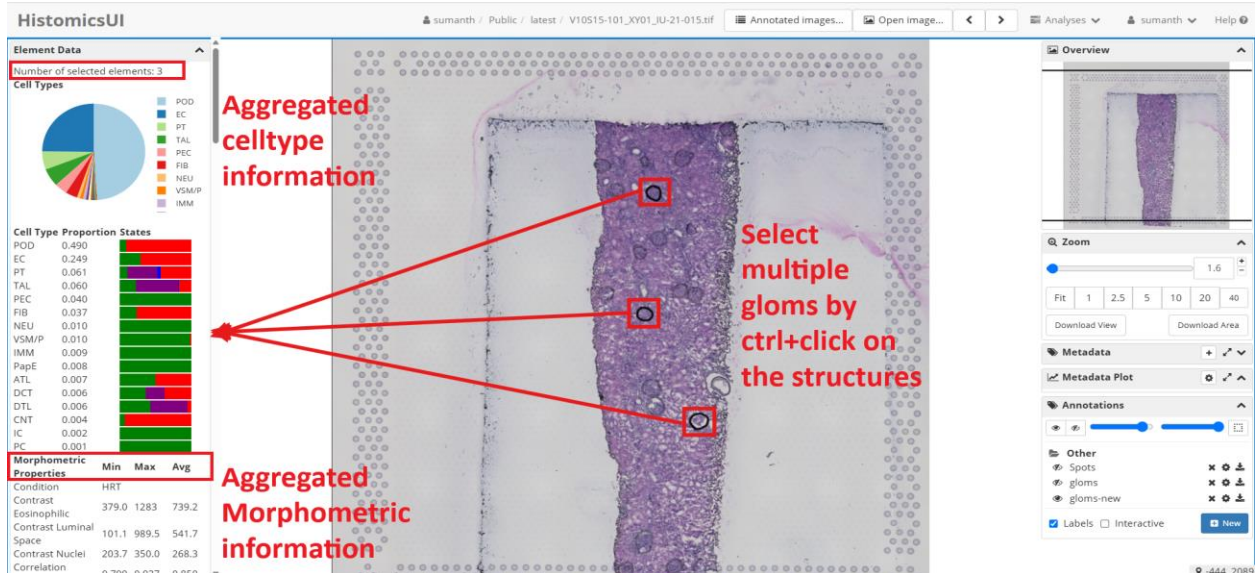 HistomicsUI
sumanth / Public / latest / V10S15-101_XY01_IU-21-015.tif
Annotated images...
Open image...
Analyses
sumanth
Help
Element Data
Number of selected elements: 3
Cell Types
POD
EC
PT
TAL
PEC
FIB
NEU
VSM/P
IMM
Cell Type Proportion States
POD 0.490
EC 0.249
PT 0.061
TAL 0.060
PEC 0.040
FIB 0.037
NEU 0.010
VSM/P 0.010
IMM 0.009
PapE 0.008
ATL 0.007
DCT 0.006
DTL 0.006
CNT 0.004
IC 0.002
PC 0.001
Morphometric
Properties Min Max Avg
Condition HRT
Contrast
Eosinophilic 379.0 1283 739.2
Contrast Luminal
Space 101.1 989.5 541.7
Contrast Nuclei 203.7 350.0 268.3
Correlation
Aggregated
celltype
information
Select
multiple
gloms by
ctrl+click on
the structures
Aggregated
Morphometric
information
Overview
Zoom
1.6
Fit 1 2.5 5 10 20 40
Download View Download Area
Metadata
Metadata Plot
Annotations
Other
Spots
gloms
gloms-new
Labels Interactive New
-444, 2089